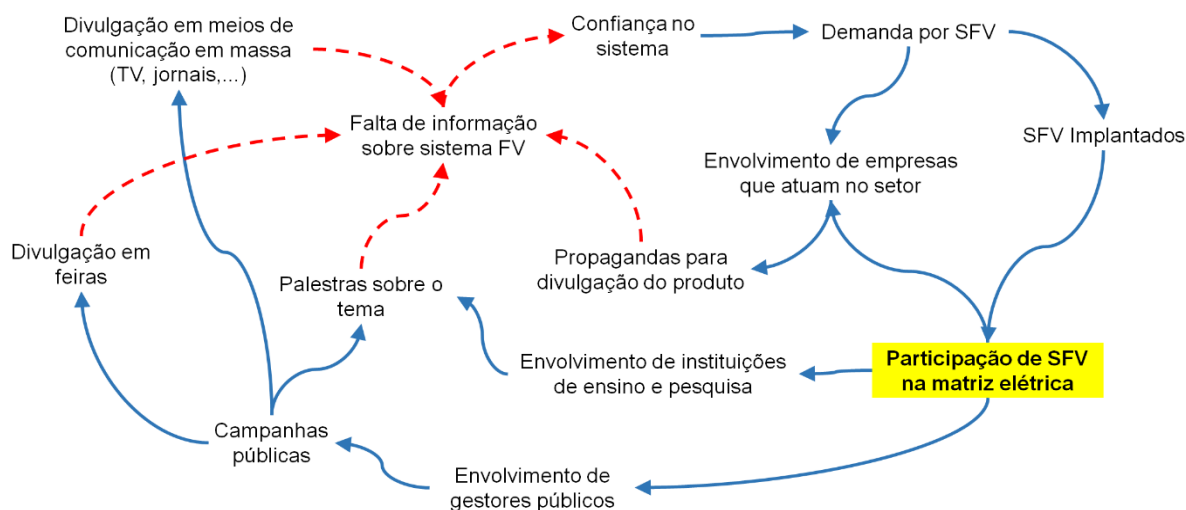 Divulgação em meios de
comunicação em massa
(TV, jornais,...)
Confiança no
sistema
Demanda por SFV
Falta de informação
sobre sistema FV
SFV Implantados
Envolvimento de empresas
que atuam no setor
Divulgação em
feiras
Palestras sobre o
tema
Propagandas para
divulgação do produto
Envolvimento de instituições
de ensino e pesquisa
Participação de SFV
na matriz elétrica
Campanhas
públicas
Envolvimento de
gestores públicos